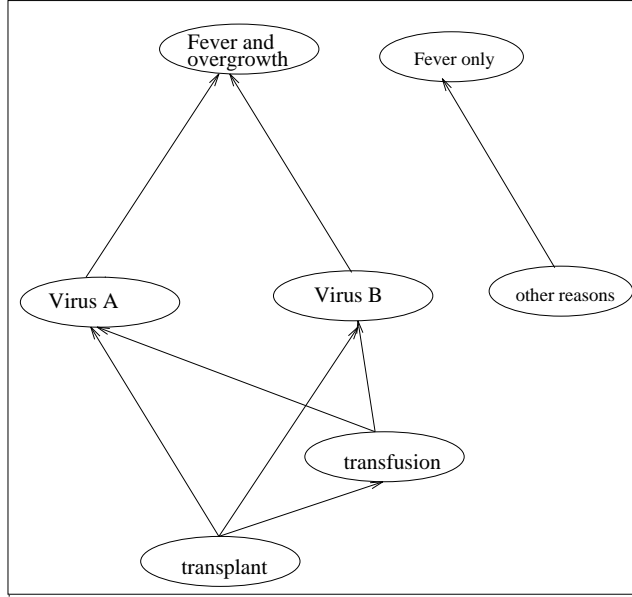 Fever and
overgrowth
Fever only
Virus A
Virus B
other reasons
transfusion
transplant